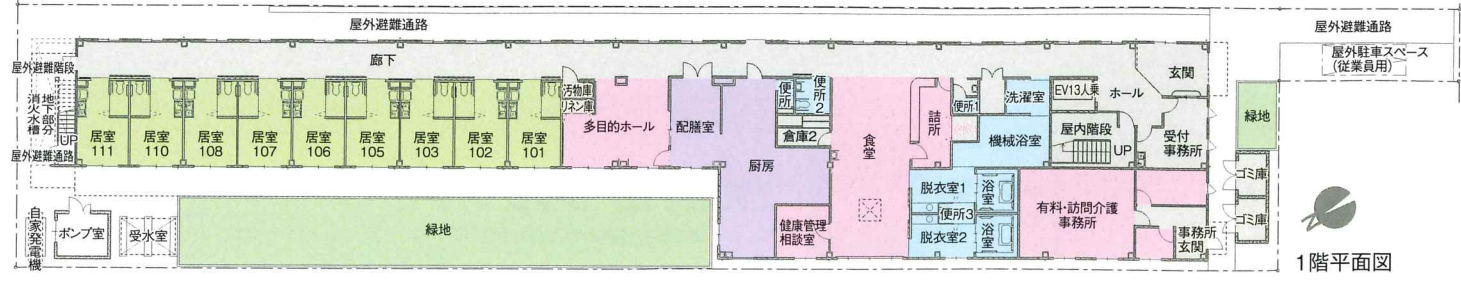 屋外避難通路
屋外避難通路
屋外駐車スペース
(従業員用)
屋外避難階段
廊下
玄関
地下部分
消火水槽
UP
屋外避難通路
居室
111
居室
110
居室
108
居室
107
居室
106
居室
105
居室
103
居室
102
居室
101
汚物庫
リネン庫
多目的ホール
配膳室
便所
便所2
倉庫2
厨房
食堂
詰所
便所1
洗濯室
機械浴室
EV13人乗
ホール
屋内階段
UP
受付
事務所
緑地
健康管理
相談室
脱衣室1
浴室
便所3
脱衣室2
浴室
有料・訪問介護
事務所
事務所
玄関
ゴミ庫
ゴミ庫
自家発電機
ポンプ室
受水室
緑地
1階平面図